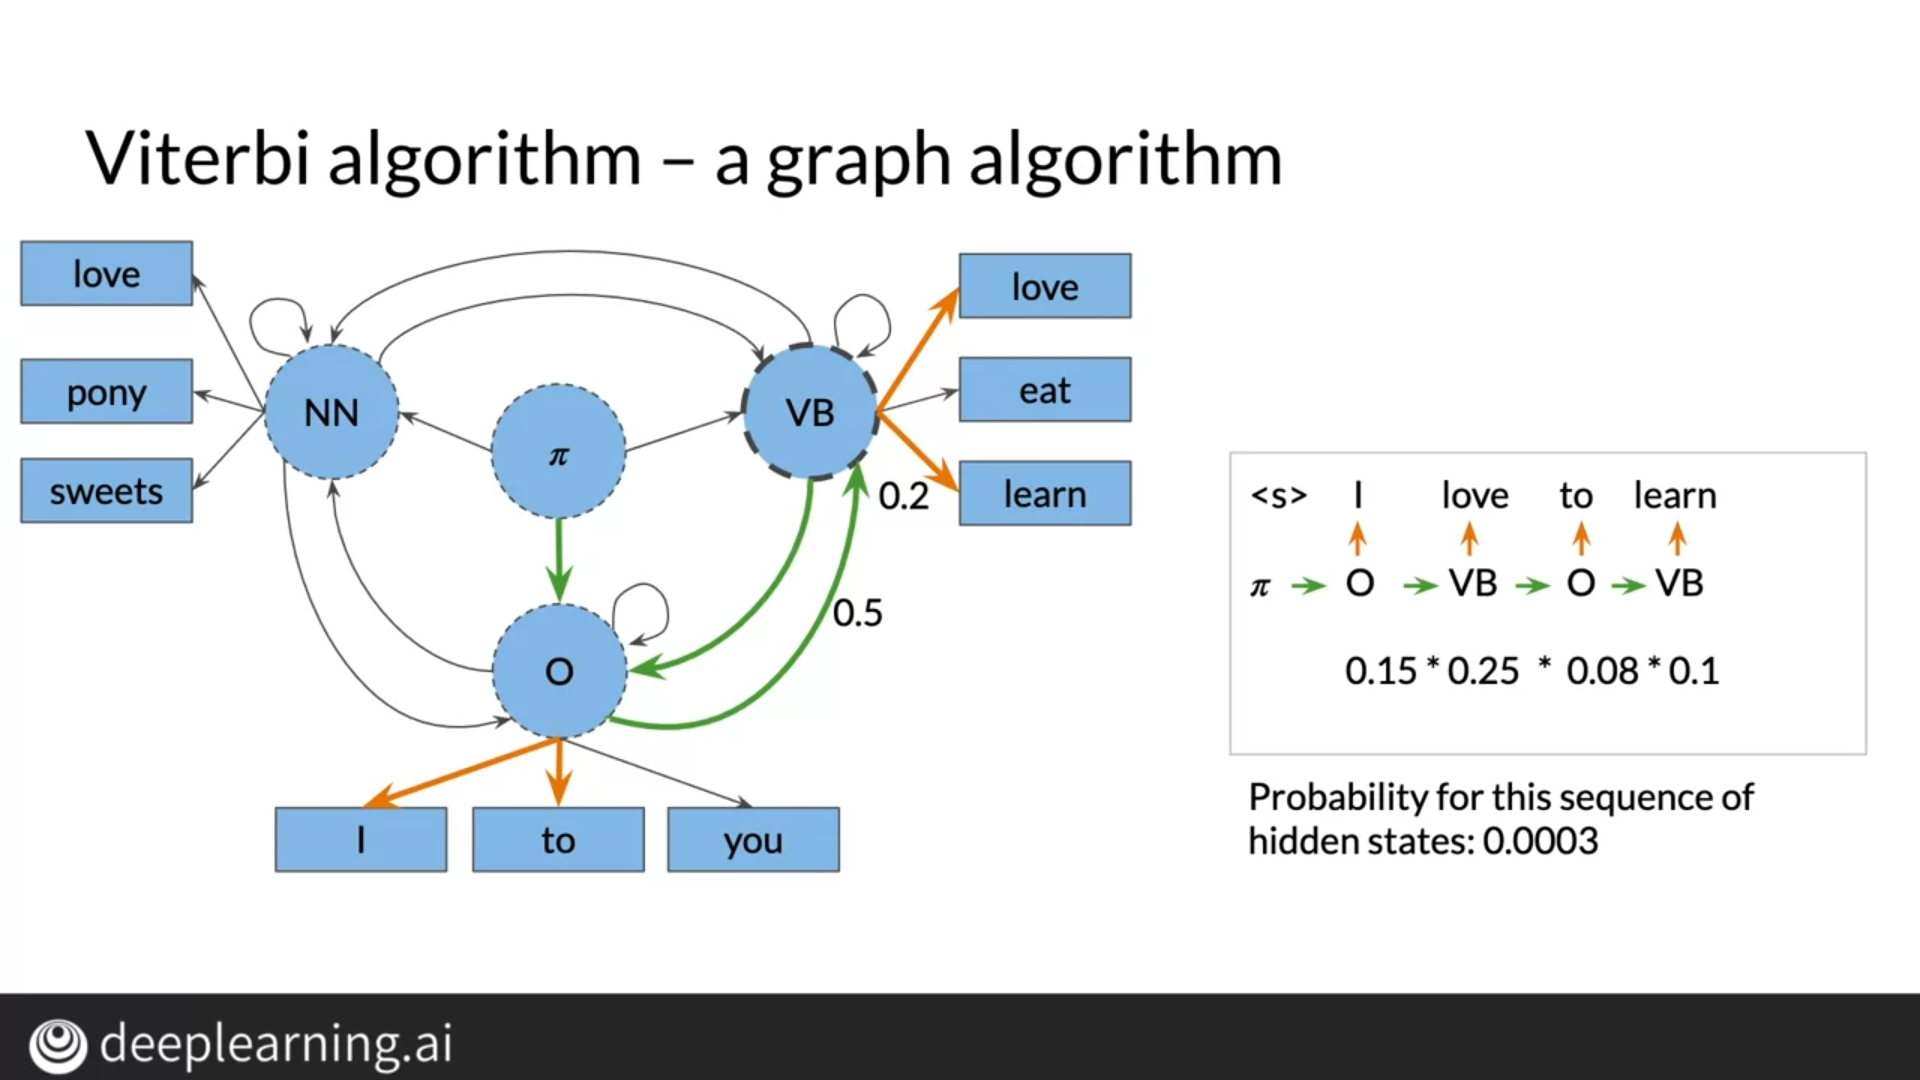 Viterbi algorithm – a graph algorithm
love
pony
sweets
NN
π
VB
O
love
eat
learn
0.2
0.5
I
to
you
<s> I love to learn
π O VB O VB
0.15 * 0.25 * 0.08 * 0.1
Probability for this sequence of
hidden states: 0.0003
deeplearning.ai